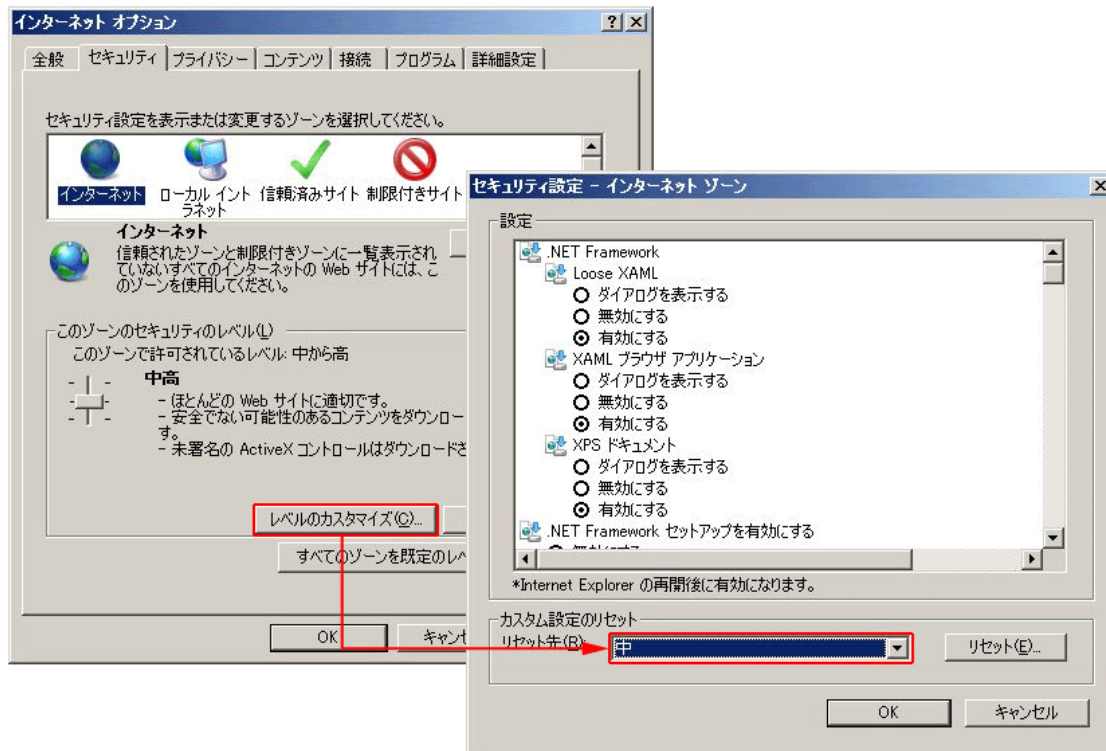 インターネット オプション
全般 セキュリティ プライバシー コンテンツ 接続 プログラム 詳細設定
セキュリティ設定を表示または変更するゾーンを選択してください。
インターネット
ローカル イント
ラネット
信頼済みサイト
制限付きサイト
インターネット
信頼されたゾーンと制限付きゾーンに一覧表示され
ていないすべてのインターネットの Web サイトには、こ
のゾーンを使用してください。
このゾーンのセキュリティのレベル(L)
このゾーンで許可されているレベル: 中から高
中高
- ほとんどの Web サイトに適切です。
- 安全でない可能性のあるコンテンツをダウンロー
す。
- 未署名の ActiveX コントロールはダウンロードさ
レベルのカスタマイズ(C)...
すべてのゾーンを既定のレベ
OK
キャンセ
セキュリティ設定 - インターネット ゾーン
設定
.NET Framework
Loose XAML
ダイアログを表示する
無効にする
有効にする
XAML ブラウザ アプリケーション
ダイアログを表示する
無効にする
有効にする
XPS ドキュメント
ダイアログを表示する
無効にする
有効にする
.NET Framework セットアップを有効にする
*Internet Explorer の再開後に有効になります。
カスタム設定のリセット
リセット先(R):
中
リセット(E)...
OK
キャンセル